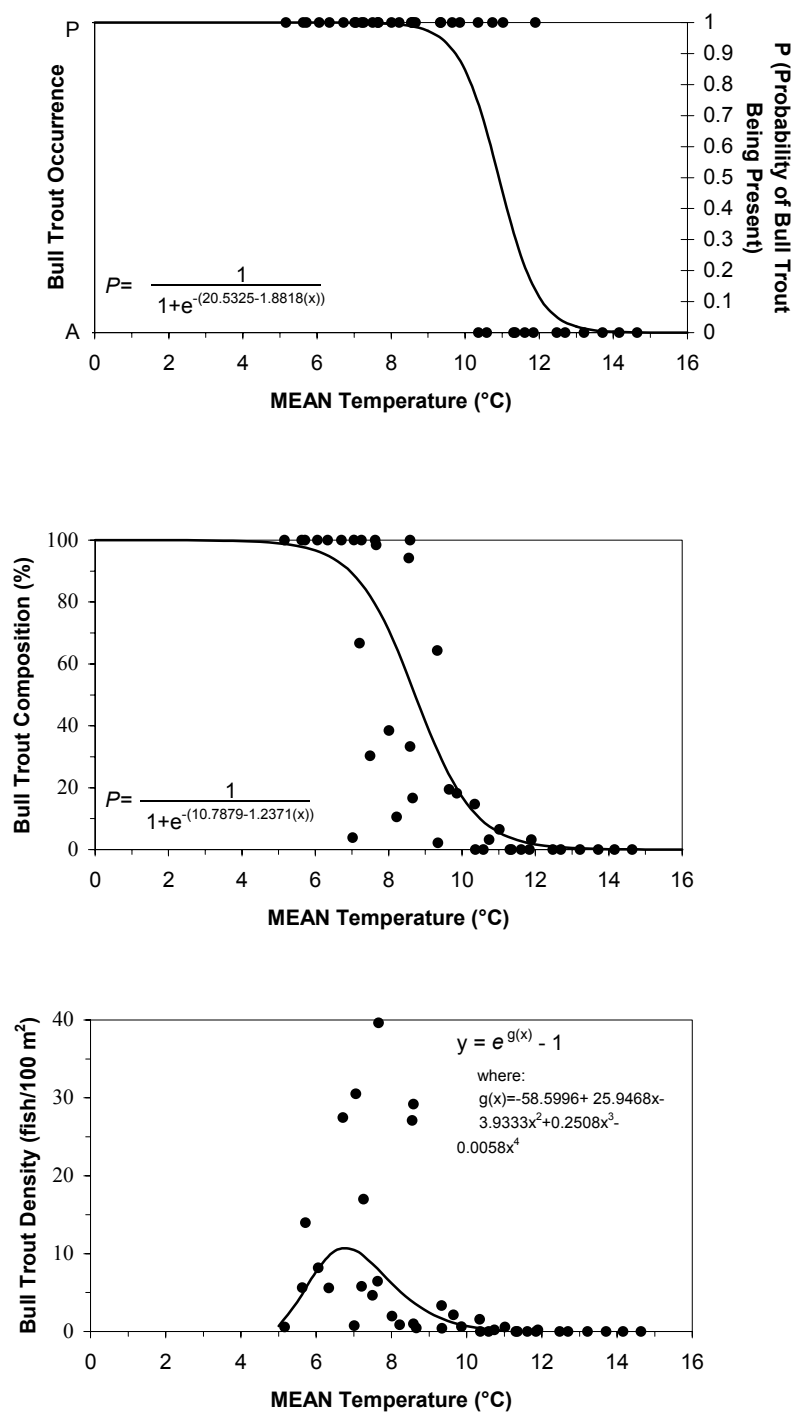 P
A
Bull Trout Occurrence
1
0.9
0.8
0.7
0.6
0.5
0.4
0.3
0.2
0.1
0
P (Probability of Bull Trout
Being Present)
P= 1
1+e^-(20.5325-1.8818(x))
0 2 4 6 8 10 12 14 16
MEAN Temperature (°C)
100
80
60
40
20
0
Bull Trout Composition (%)
P= 1
1+e^-(10.7879-1.2371(x))
0 2 4 6 8 10 12 14 16
MEAN Temperature (°C)
40
30
20
10
0
Bull Trout Density (fish/100 m²)
y = e^g(x) - 1
where:
g(x)=-58.5996+ 25.9468x-
3.9333x²+0.2508x³-
0.0058x⁴
0 2 4 6 8 10 12 14 16
MEAN Temperature (°C)